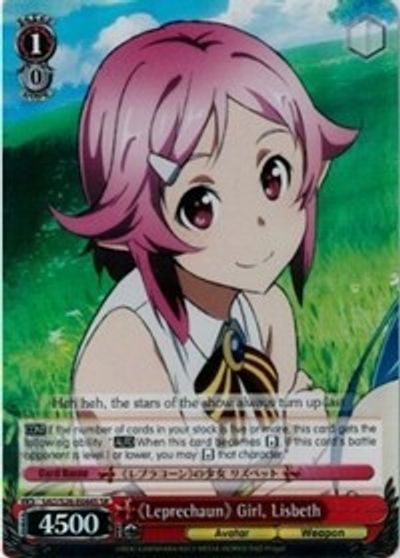 1
0
Heh heh, the stars of the show always turn up last.
CONT If the number of cards in your stock is five or more, this card gets the
following ability. "AUTO When this card becomes [ ], if this card's battle
opponent is level 1 or lower, you may [ ] that character."
Card Name 《レプラコーン》の少女 リズベット
4500
《Leprechaun》 Girl, Lisbeth
Avatar
Weapon